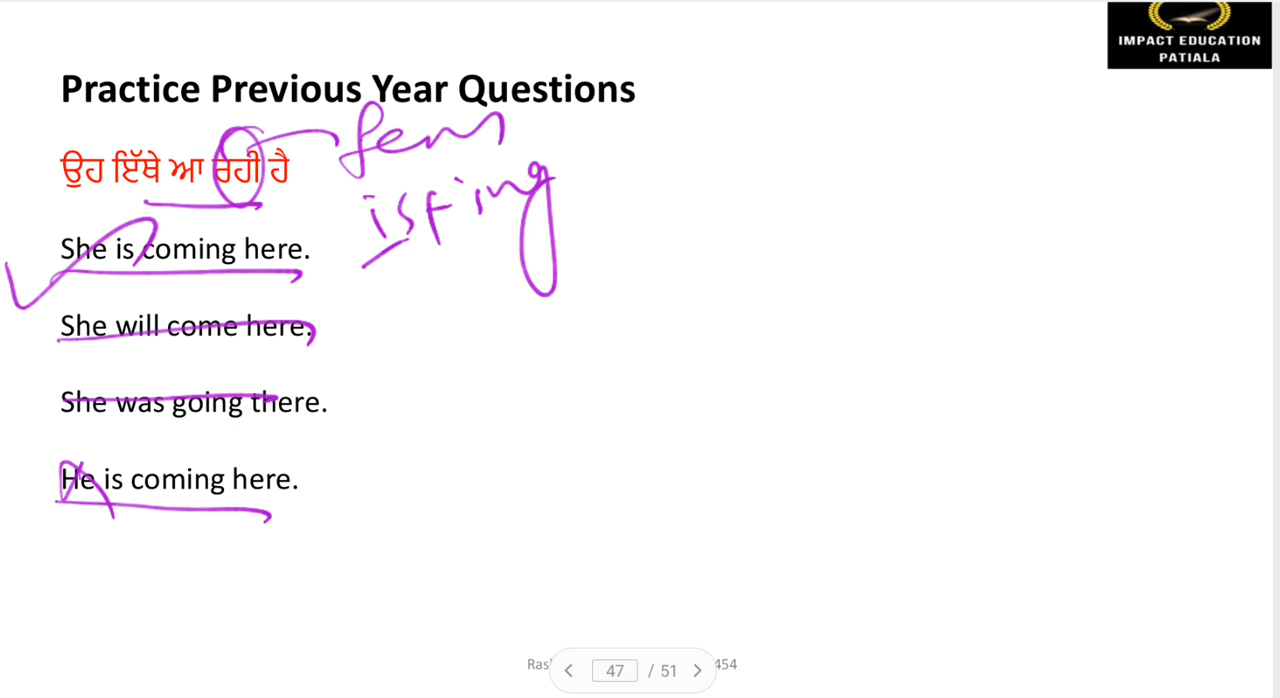 IMPACT EDUCATION
PATIALA
Practice Previous Year Questions
ਉਹ ਇੱਥੇ ਆ ਰਹੀ ਹੈ
fem
is+ing
She is coming here.
She will come here.
She was going there.
He is coming here.
47 / 51
454